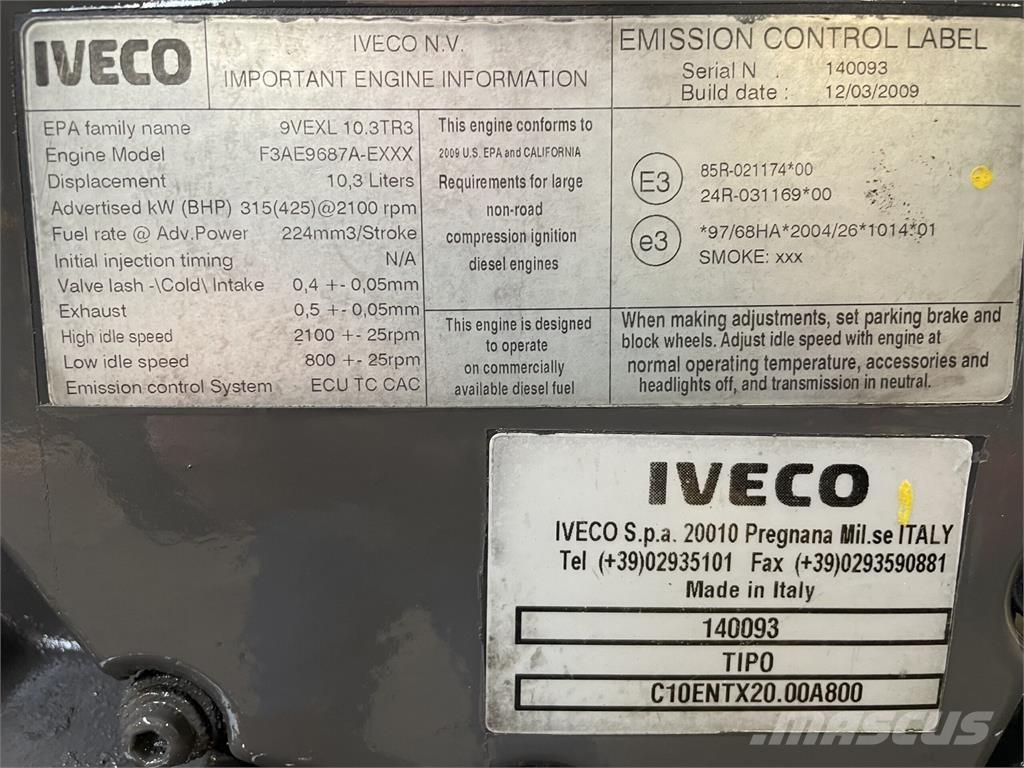 IVECO
IVECO N.V.
IMPORTANT ENGINE INFORMATION
EMISSION CONTROL LABEL
Serial N . 140093
Build date : 12/03/2009
EPA family name 9VEXL 10.3TR3
Engine Model F3AE9687A-EXXX
Displacement 10,3 Liters
Advertised kW (BHP) 315(425)@2100 rpm
Fuel rate @ Adv.Power 224mm3/Stroke
Initial injection timing N/A
Valve lash -\Cold\ Intake 0,4 +- 0,05mm
Exhaust 0,5 +- 0,05mm
High idle speed 2100 +- 25rpm
Low idle speed 800 +- 25rpm
Emission control System ECU TC CAC
This engine conforms to
2009 U.S. EPA and CALIFORNIA
Requirements for large
non-road
compression ignition
diesel engines
This engine is designed
to operate
on commercially
available diesel fuel
E3
85R-021174*00
24R-031169*00
e3
*97/68HA*2004/26*1014*01
SMOKE: xxx
When making adjustments, set parking brake and
block wheels. Adjust idle speed with engine at
normal operating temperature, accessories and
headlights off, and transmission in neutral.
IVECO
IVECO S.p.a. 20010 Pregnana Mil.se ITALY
Tel (+39)02935101 Fax (+39)0293590881
Made in Italy
140093
TIPO
C10ENTX20.00A800
MASCUS